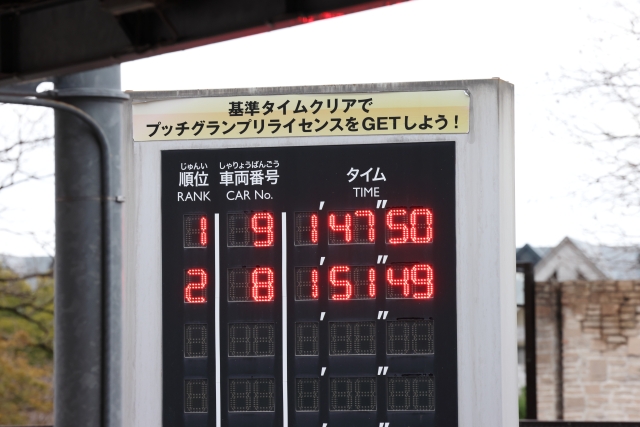 基準タイムクリアで
プッチグランプリライセンスをGETしよう！
じゅんい しゃりょうばんごう
順位 車両番号 タイム
RANK CAR No. TIME
1 9 1′47″50
2 8 1′51″49
′ ″
′ ″
′ ″